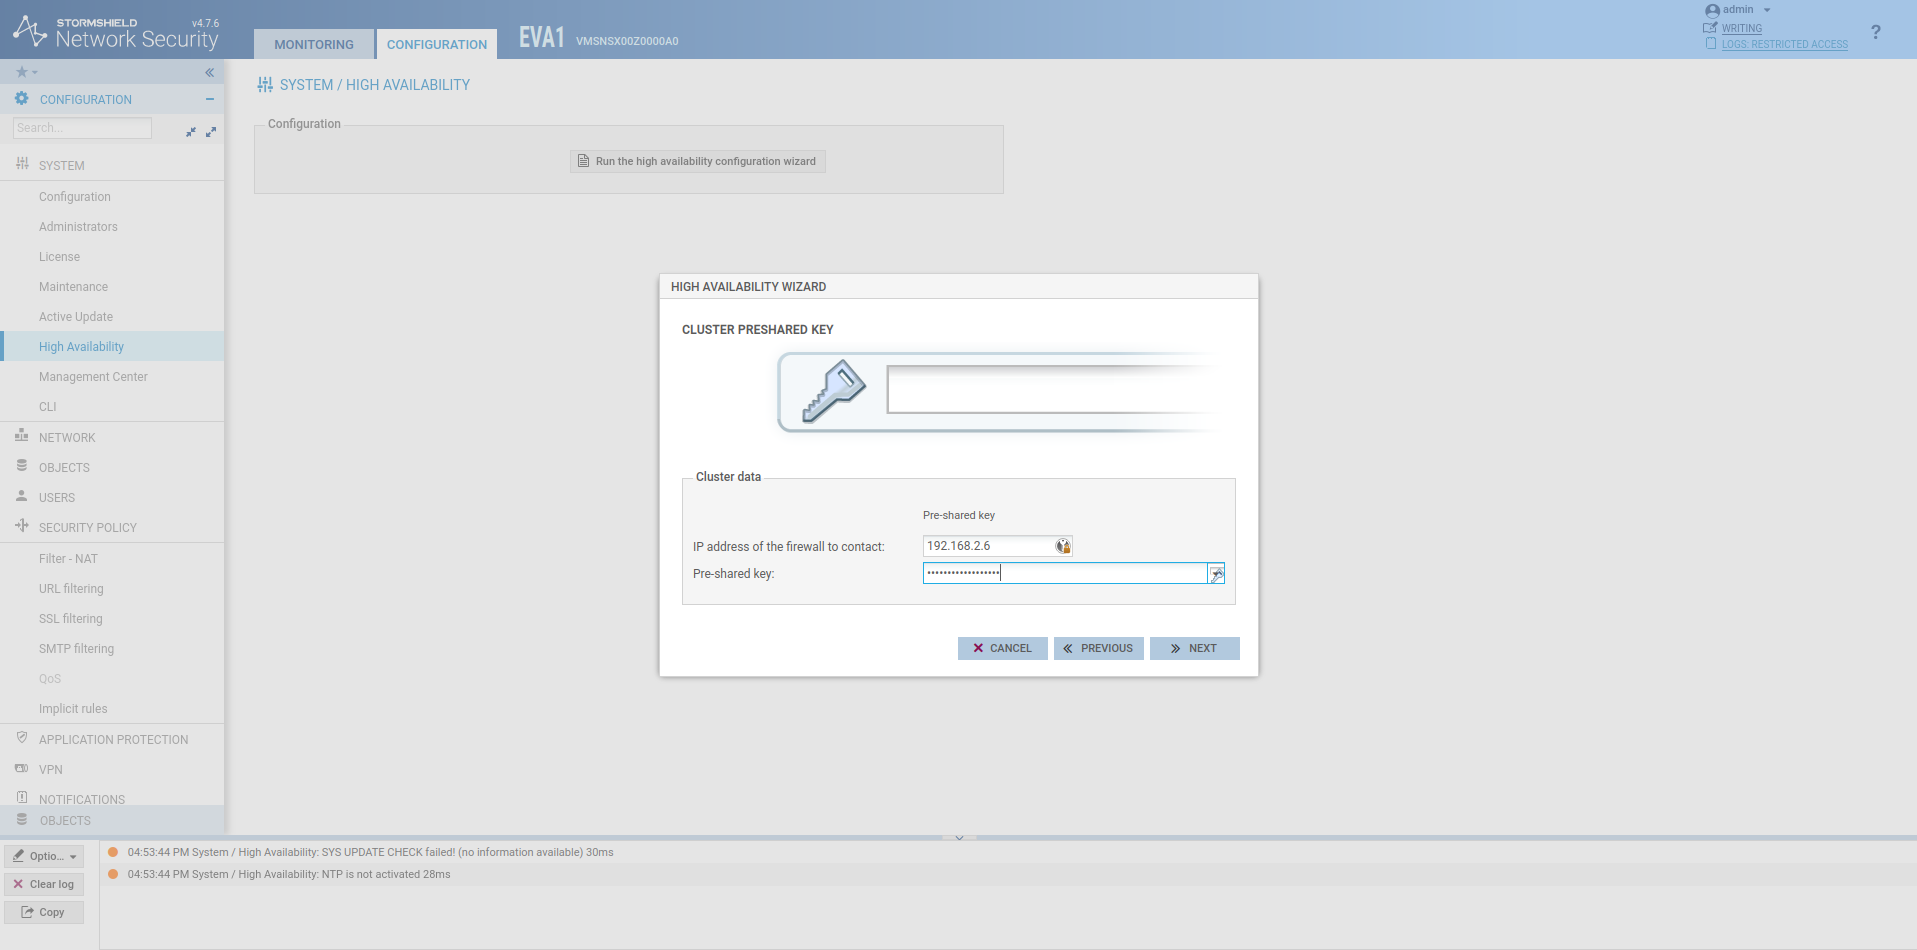 STORMSHIELD v4.7.6
Network Security
MONITORING
CONFIGURATION
EVA1 VMSNSX00Z0000A0
admin
WRITING
LOGS: RESTRICTED ACCESS
?
CONFIGURATION
Search...
SYSTEM
Configuration
Administrators
License
Maintenance
Active Update
High Availability
Management Center
CLI
NETWORK
OBJECTS
USERS
SECURITY POLICY
Filter - NAT
URL filtering
SSL filtering
SMTP filtering
QoS
Implicit rules
APPLICATION PROTECTION
VPN
NOTIFICATIONS
OBJECTS
SYSTEM / HIGH AVAILABILITY
Configuration
Run the high availability configuration wizard
HIGH AVAILABILITY WIZARD
CLUSTER PRESHARED KEY
Cluster data
Pre-shared key
IP address of the firewall to contact: 192.168.2.6
Pre-shared key: ••••••••••••••••••
CANCEL
PREVIOUS
NEXT
Optio...
Clear log
Copy
04:53:44 PM System / High Availability: SYS UPDATE CHECK failed! (no information available) 30ms
04:53:44 PM System / High Availability: NTP is not activated 28ms